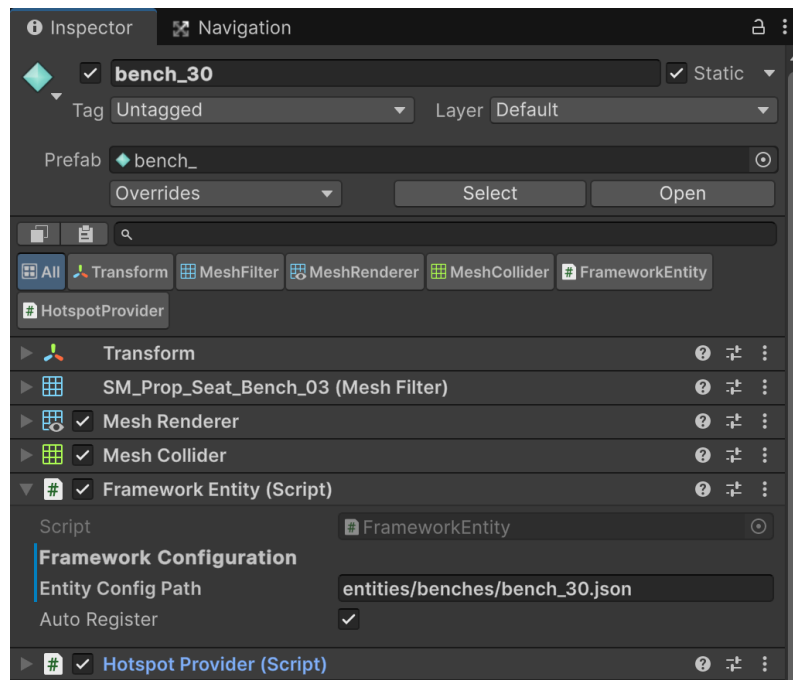 Inspector Navigation
bench_30 Static
Tag Untagged Layer Default
Prefab bench_
Overrides Select Open
All Transform MeshFilter MeshRenderer MeshCollider # FrameworkEntity
# HotspotProvider
Transform
SM_Prop_Seat_Bench_03 (Mesh Filter)
Mesh Renderer
Mesh Collider
# Framework Entity (Script)
Script # FrameworkEntity
Framework Configuration
Entity Config Path entities/benches/bench_30.json
Auto Register
# Hotspot Provider (Script)